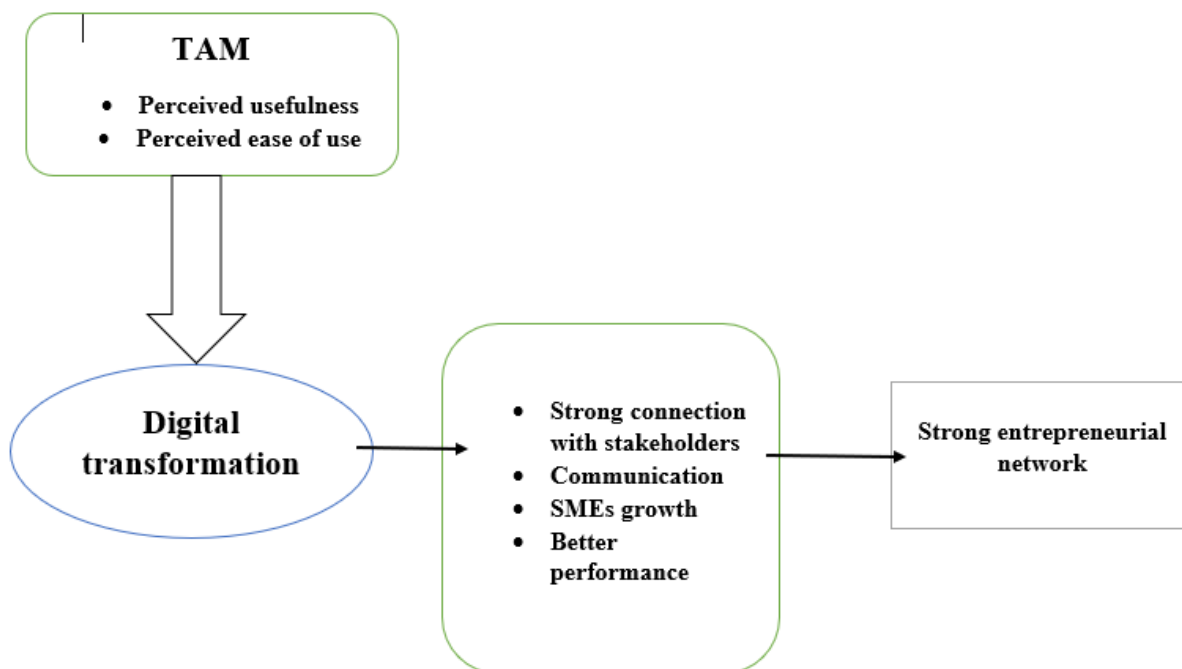 TAM
• Perceived usefulness
• Perceived ease of use
Digital
transformation
• Strong connection
with stakeholders
• Communication
• SMEs growth
• Better
performance
Strong entrepreneurial
network